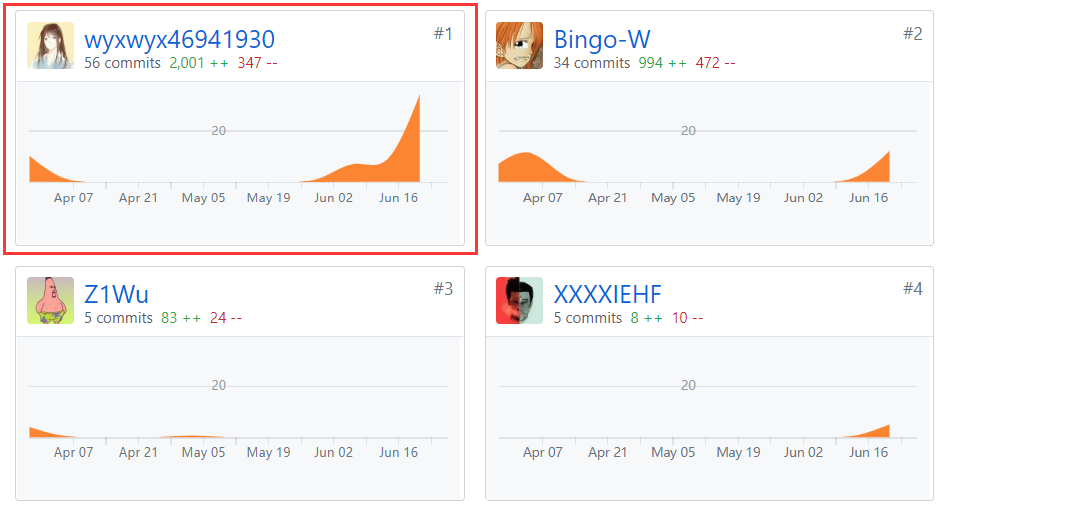 wyxwyx46941930 #1
56 commits 2,001 ++ 347 --
20
Apr 07 Apr 21 May 05 May 19 Jun 02 Jun 16
Bingo-W #2
34 commits 994 ++ 472 --
20
Apr 07 Apr 21 May 05 May 19 Jun 02 Jun 16
Z1Wu #3
5 commits 83 ++ 24 --
20
Apr 07 Apr 21 May 05 May 19 Jun 02 Jun 16
XXXXIEHF #4
5 commits 8 ++ 10 --
20
Apr 07 Apr 21 May 05 May 19 Jun 02 Jun 16